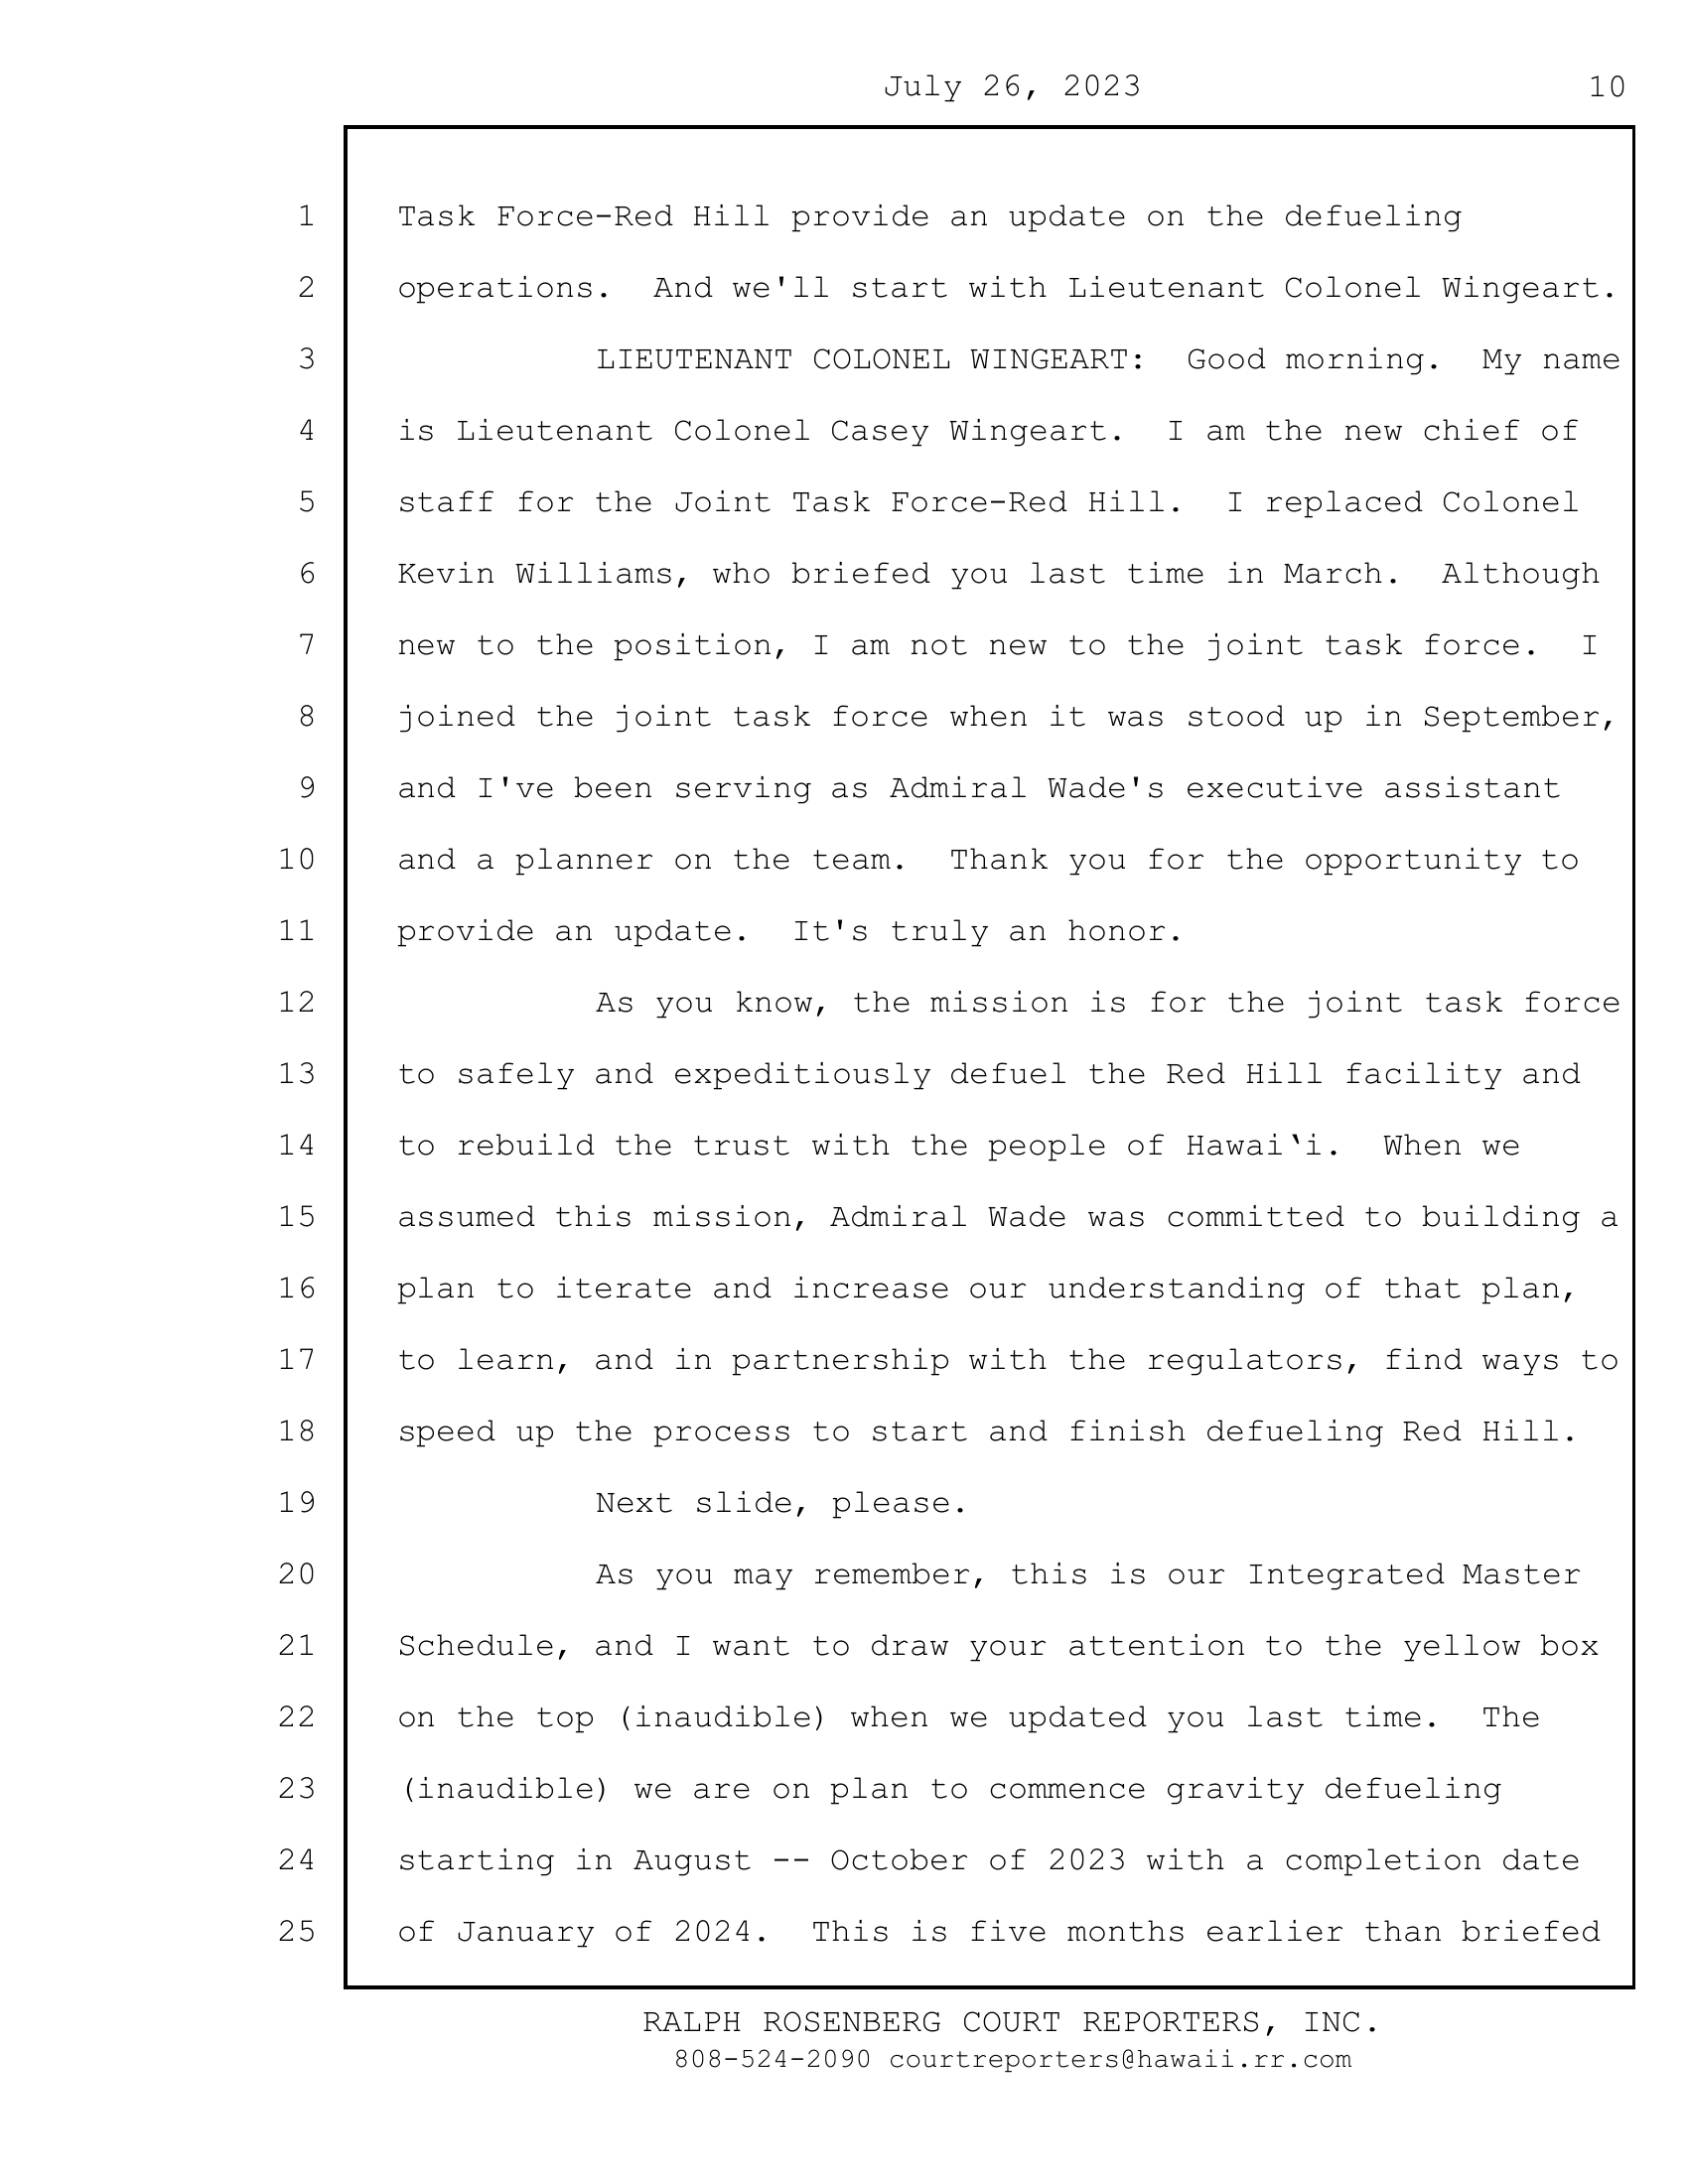 July 26, 2023 10
1 Task Force-Red Hill provide an update on the defueling
2 operations.  And we'll start with Lieutenant Colonel Wingeart.
3 LIEUTENANT COLONEL WINGEART:  Good morning.  My name
4 is Lieutenant Colonel Casey Wingeart.  I am the new chief of
5 staff for the Joint Task Force-Red Hill.  I replaced Colonel
6 Kevin Williams, who briefed you last time in March.  Although
7 new to the position, I am not new to the joint task force.  I
8 joined the joint task force when it was stood up in September,
9 and I've been serving as Admiral Wade's executive assistant
10 and a planner on the team.  Thank you for the opportunity to
11 provide an update.  It's truly an honor.
12 As you know, the mission is for the joint task force
13 to safely and expeditiously defuel the Red Hill facility and
14 to rebuild the trust with the people of Hawai‘i.  When we
15 assumed this mission, Admiral Wade was committed to building a
16 plan to iterate and increase our understanding of that plan,
17 to learn, and in partnership with the regulators, find ways to
18 speed up the process to start and finish defueling Red Hill.
19 Next slide, please.
20 As you may remember, this is our Integrated Master
21 Schedule, and I want to draw your attention to the yellow box
22 on the top (inaudible) when we updated you last time.  The
23 (inaudible) we are on plan to commence gravity defueling
24 starting in August -- October of 2023 with a completion date
25 of January of 2024.  This is five months earlier than briefed
RALPH ROSENBERG COURT REPORTERS, INC.
808-524-2090 courtreporters@hawaii.rr.com